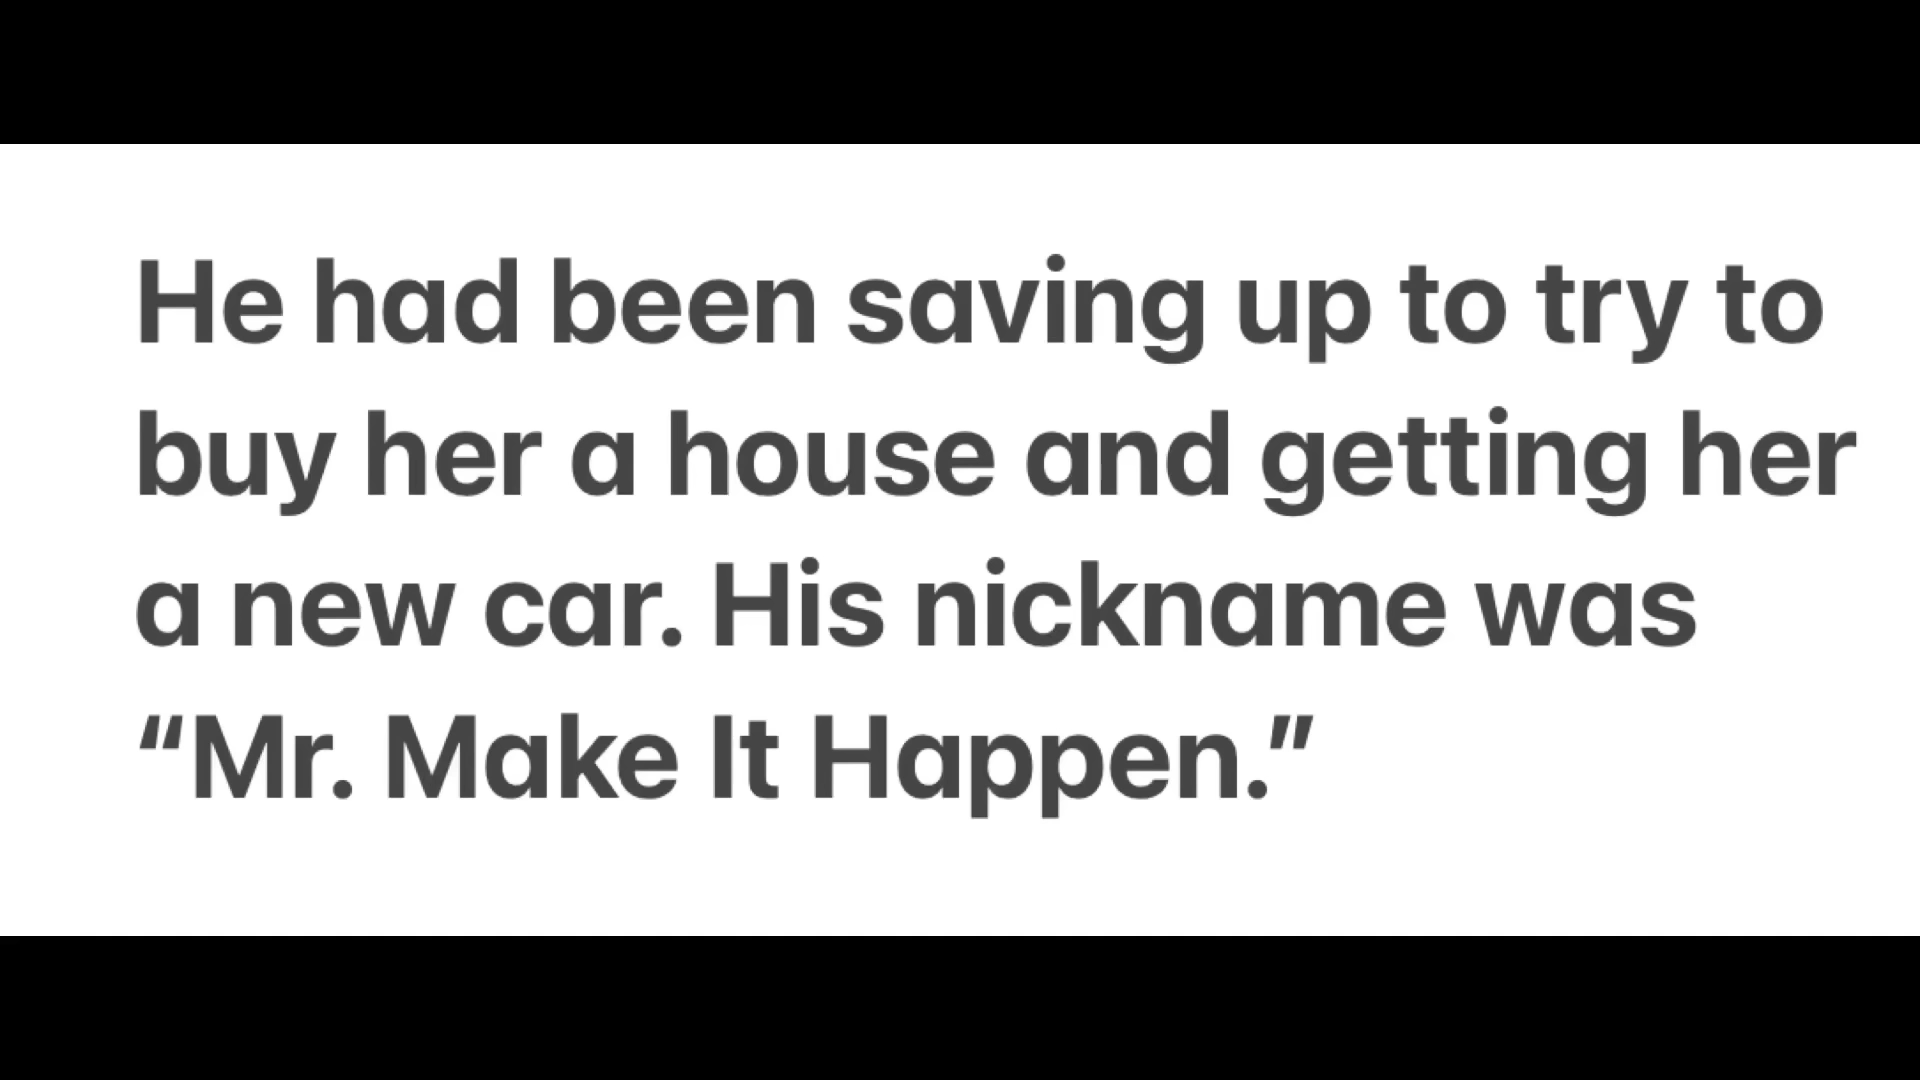 He had been saving up to try to
buy her a house and getting her
a new car. His nickname was
“Mr. Make It Happen.”